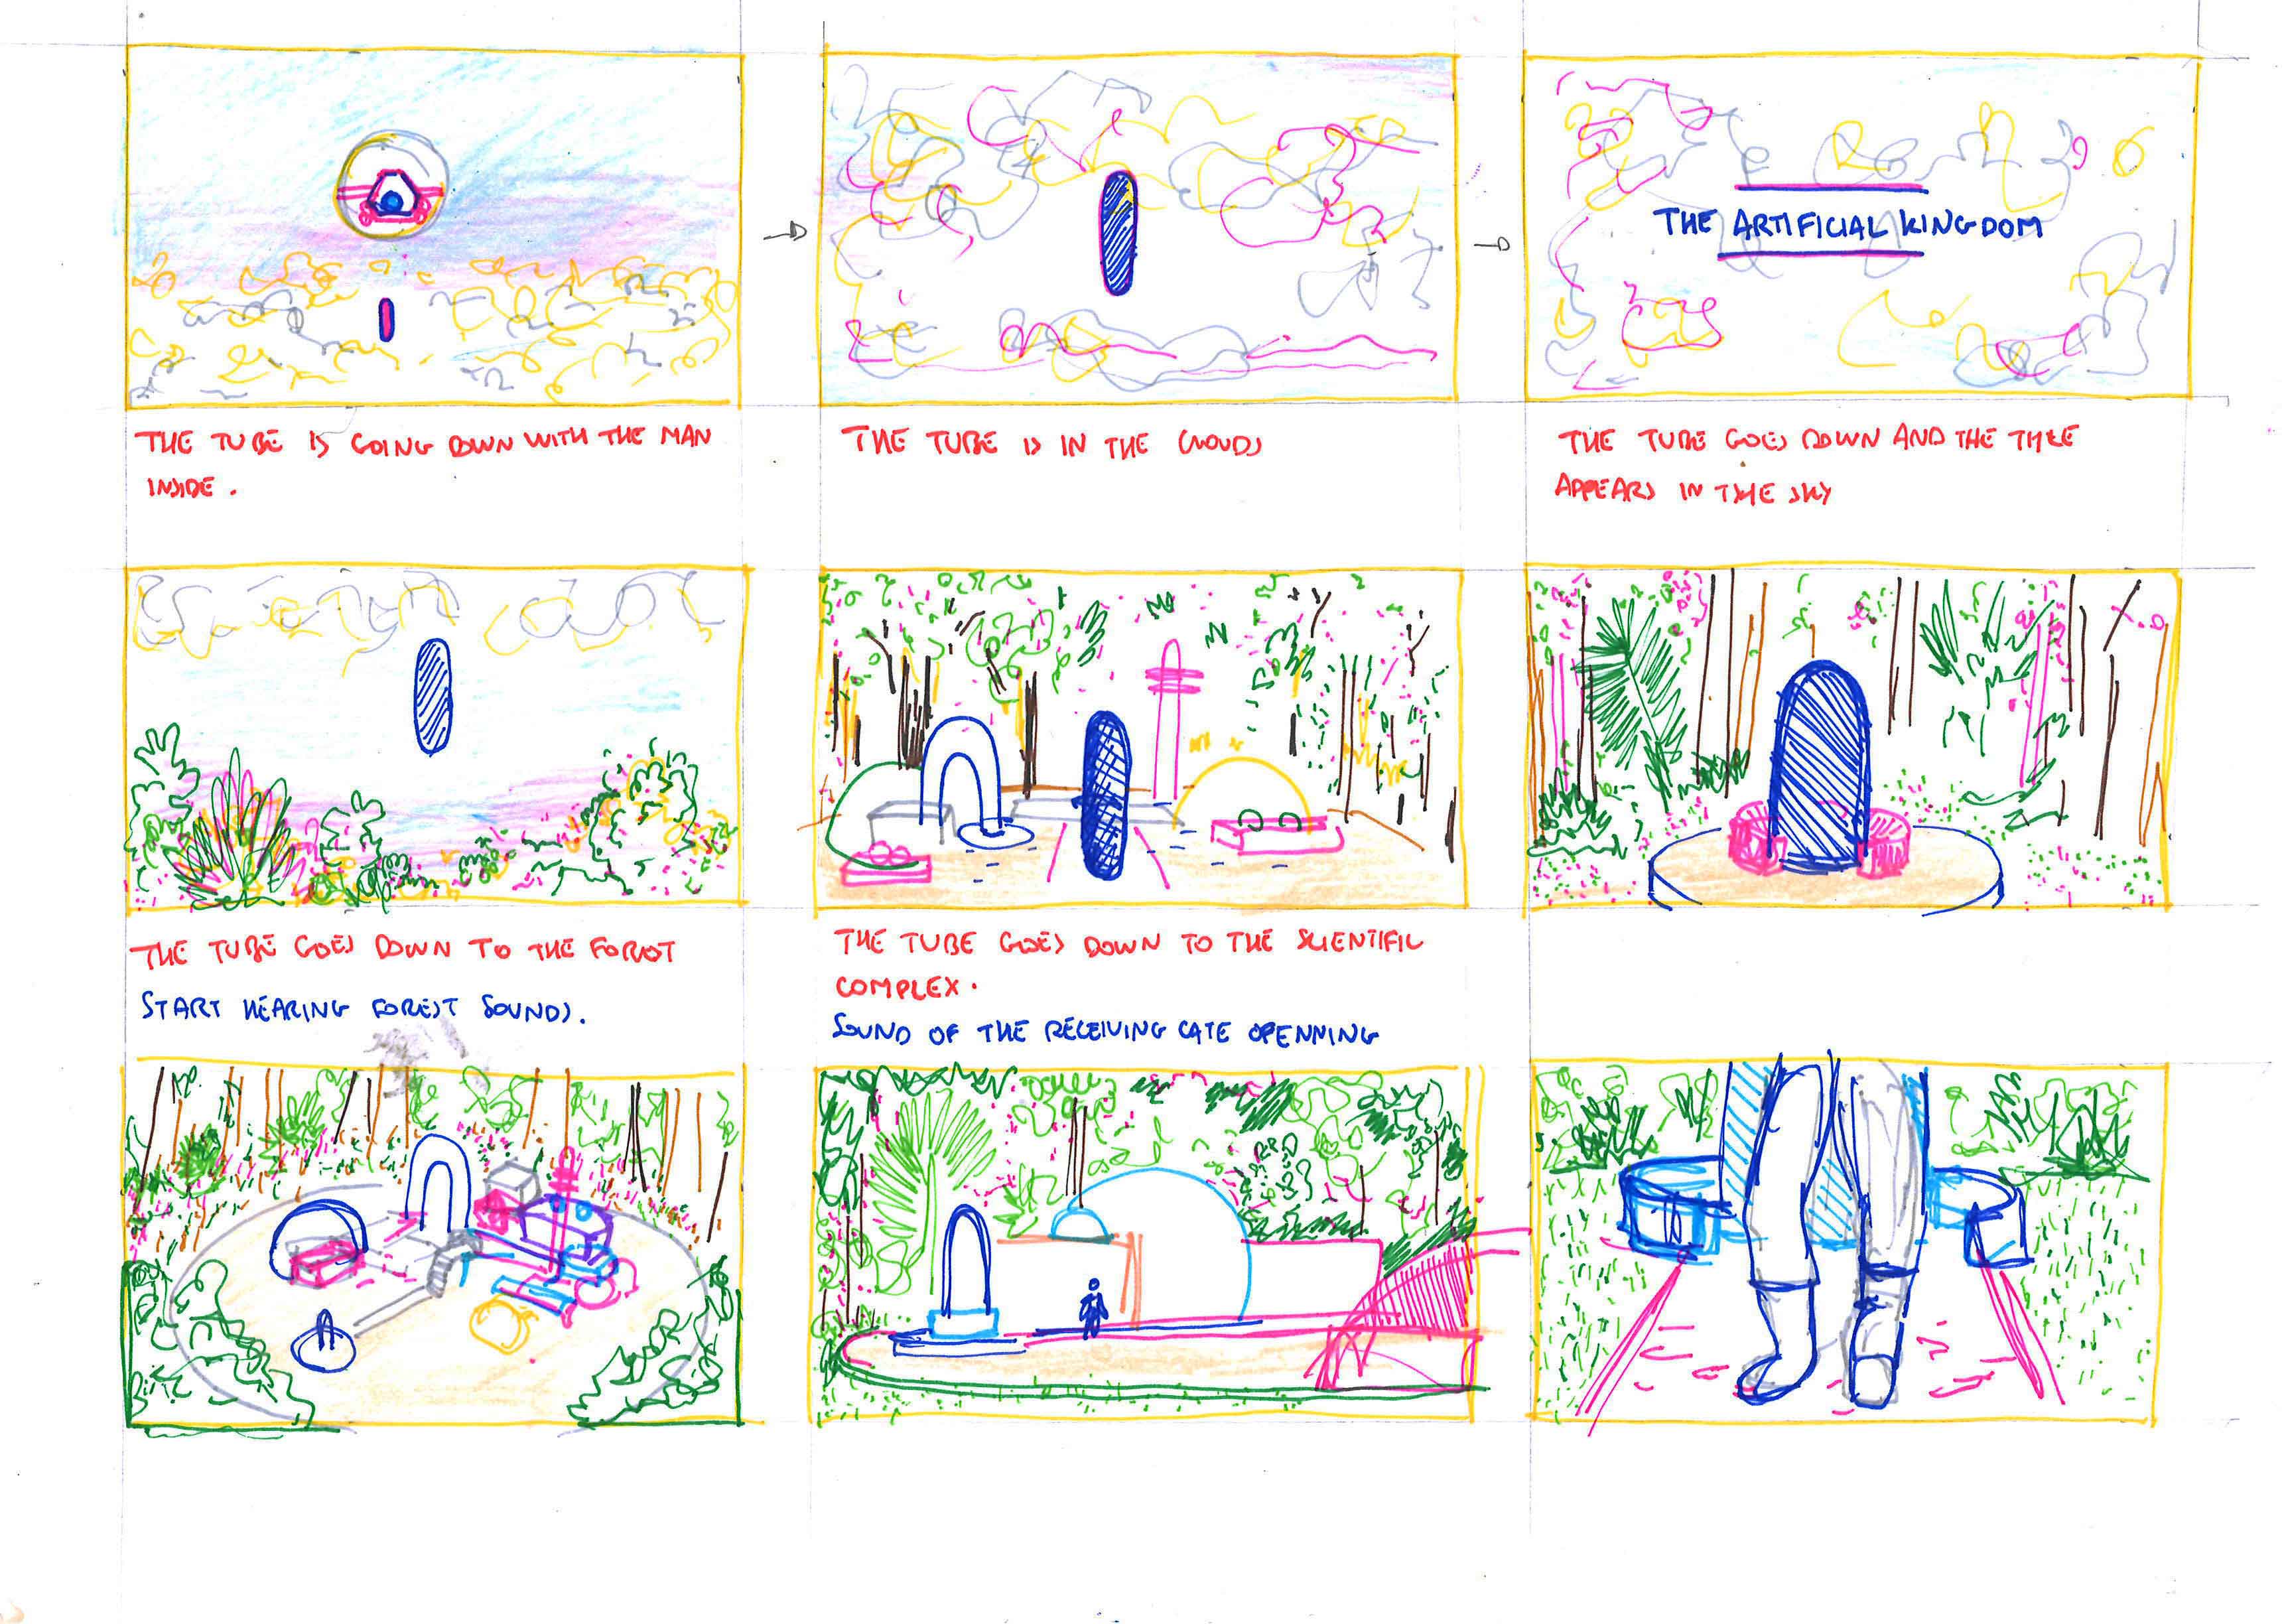 THE ARTIFICIAL KINGDOM
THE TUBE IS GOING DOWN WITH THE MAN
INSIDE.
THE TUBE IS IN THE CLOUDS
THE TUBE GOES DOWN AND THE TITLE
APPEARS IN THE SKY
THE TUBE GOES DOWN TO THE FOREST
START HEARING FOREST SOUNDS.
THE TUBE GOES DOWN TO THE SCIENTIFIC
COMPLEX.
SOUND OF THE RECEIVING GATE OPENNING